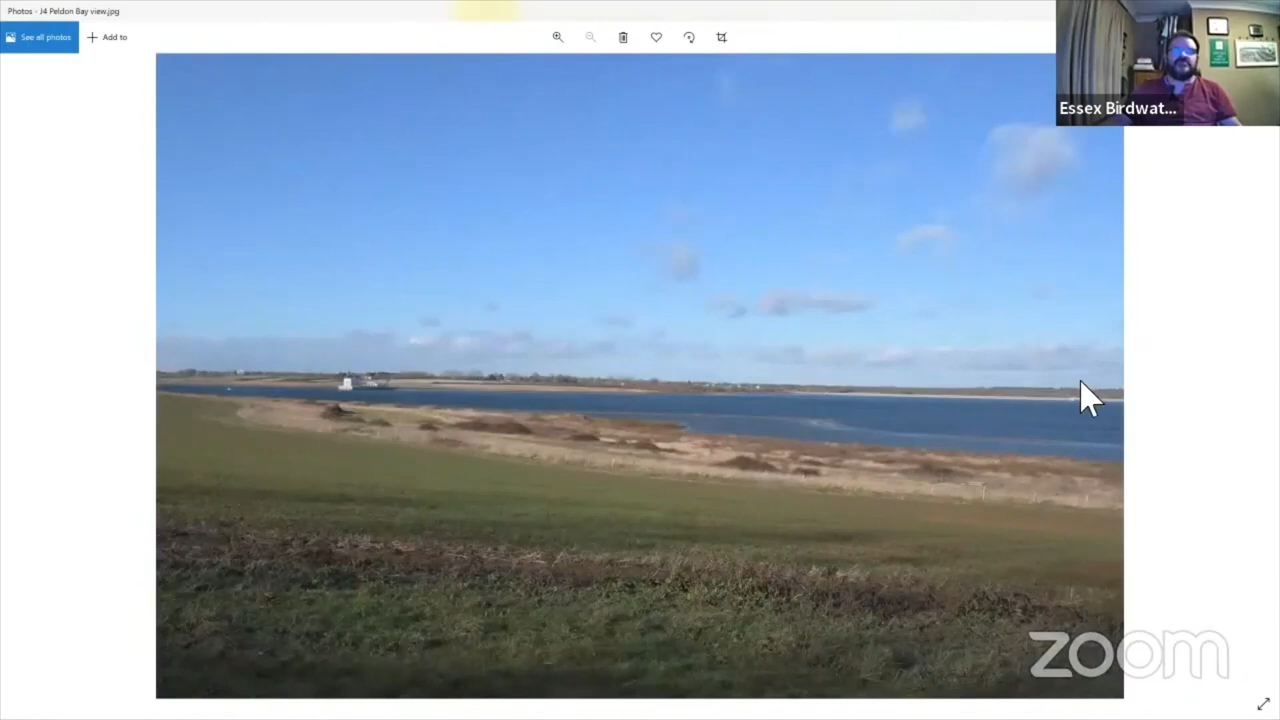 Photos - J4 Peldon Bay view.jpg
See all photos
Add to
Essex Birdwat...
zoom